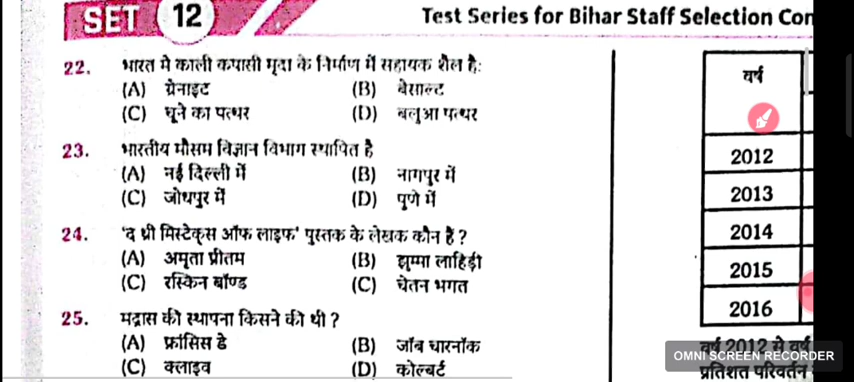 SET 12
Test Series for Bihar Staff Selection Con
22. भारत मे काली कपासी मृदा के निर्माण में सहायक शैल है:
(A) ग्रेनाइट (B) बेसाल्ट
(C) चूने का पत्थर (D) बलुआ पत्थर
23. भारतीय मौसम विज्ञान विभाग स्थापित है
(A) नई दिल्ली में (B) नागपुर में
(C) जोधपुर में (D) पुणे में
24. 'द थ्री मिस्टेक्स ऑफ लाइफ' पुस्तक के लेखक कौन हैं?
(A) अमृता प्रीतम (B) झुम्पा लाहिड़ी
(C) रस्किन बॉण्ड (C) चेतन भगत
25. मद्रास की स्थापना किसने की थी?
(A) फ्रांसिस डे (B) जॉब चारनॉक
(C) क्लाइव (D) कोल्बर्ट
वर्ष
2012
2013
2014
2015
2016
वर्ष 2012 से वर्ष
प्रतिशत परिवर्तन
OMNI SCREEN RECORDER